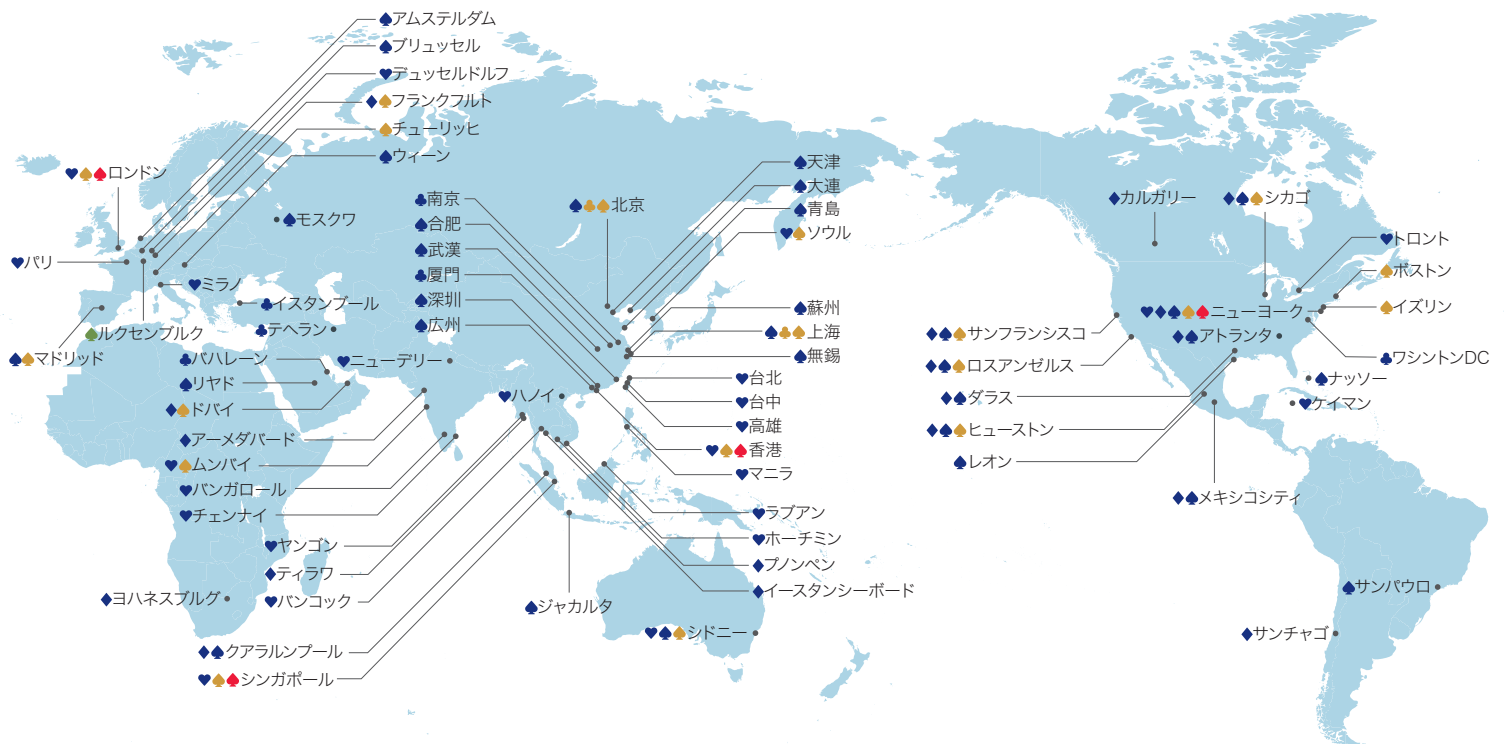 ♠アムステルダム
♠ブリュッセル
♥デュッセルドルフ
♦♠フランクフルト
♠チューリッヒ
♠ウィーン
♥♠♠ロンドン
♠モスクワ
♥パリ
♥ミラノ
♣イスタンブール
♠ルクセンブルク
♣テヘラン
♠♠マドリッド
♣バハレーン
♥ニューデリー
♠リヤド
♦♠ドバイ
♦アーメダバード
♥♠ムンバイ
♥バンガロール
♥チェンナイ
♥ヤンゴン
♦ティラワ
♥バンコック
♦ヨハネスブルグ
♦♠クアラルンプール
♥♠♠シンガポール
♣南京
♠合肥
♠武漢
♣厦門
♠深圳
♠広州
♠♣♠北京
♠天津
♠大連
♠青島
♥♠ソウル
♠蘇州
♠♣♠上海
♠無錫
♥台北
♥台中
♥高雄
♥♠♠香港
♥マニラ
♥ハノイ
♥ラブアン
♥ホーチミン
♦プノンペン
♦イースタンシーボード
♠ジャカルタ
♥♠♠シドニー
♦カルガリー
♦♠♠シカゴ
♥トロント
♠ボストン
♥♦♠♠♠ニューヨーク
♠イズリン
♦♠♠サンフランシスコ
♦♠アトランタ
♣ワシントンDC
♦♠♠ロスアンゼルス
♠ナッソー
♦♠ダラス
♥ケイマン
♦♠♠ヒューストン
♠レオン
♦♠メキシコシティ
♠サンパウロ
♦サンチャゴ